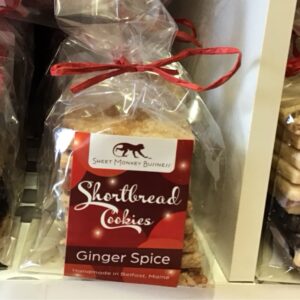 Sweet Monkey Business
Shortbread
Cookies
Ginger Spice
Handmade in Belfast, Maine